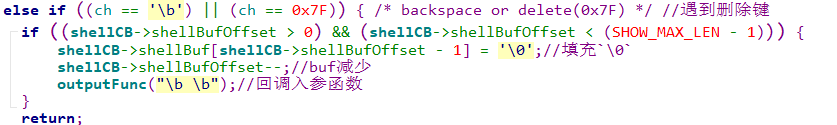 else if ((ch == '\b') || (ch == 0x7F)) { /* backspace or delete(0x7F) */ //遇到删除键
if ((shellCB->shellBufOffset > 0) && (shellCB->shellBufOffset < (SHOW_MAX_LEN - 1))) {
shellCB->shellBuf[shellCB->shellBufOffset - 1] = '\0';//填充`\0`
shellCB->shellBufOffset--;//buf减少
outputFunc("\b \b");//回调入参函数
}
return;